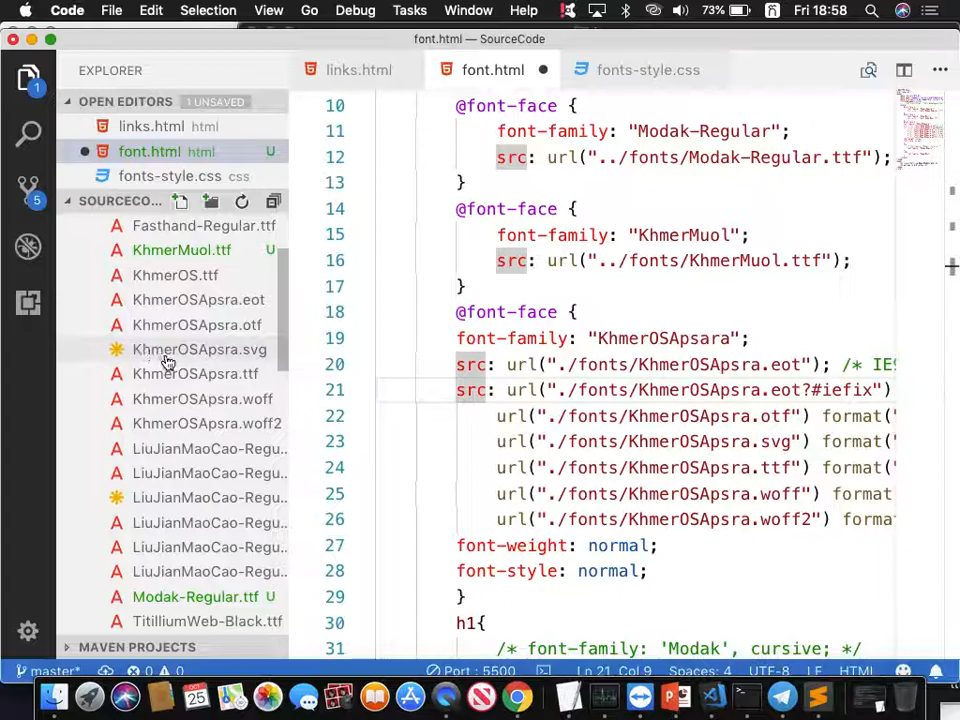 Code File Edit Selection View Go Debug Tasks Window Help 73% Fri 18:58
font.html — SourceCode
EXPLORER
links.html
font.html
fonts-style.css
OPEN EDITORS 1 UNSAVED
links.html html
font.html html U
fonts-style.css css
SOURCECO...
Fasthand-Regular.ttf
KhmerMuol.ttf U
KhmerOS.ttf
KhmerOSApsra.eot
KhmerOSApsra.otf
KhmerOSApsra.svg
KhmerOSApsra.ttf
KhmerOSApsra.woff
KhmerOSApsra.woff2
LiuJianMaoCao-Regu...
LiuJianMaoCao-Regu...
LiuJianMaoCao-Regu...
LiuJianMaoCao-Regu...
LiuJianMaoCao-Regu...
LiuJianMaoCao-Regu...
Modak-Regular.ttf U
TitilliumWeb-Black.ttf
MAVEN PROJECTS
1
5
10 @font-face {
11 font-family: "Modak-Regular";
12 src: url("../fonts/Modak-Regular.ttf");
13 }
14 @font-face {
15 font-family: "KhmerMuol";
16 src: url("../fonts/KhmerMuol.ttf");
17 }
18 @font-face {
19 font-family: "KhmerOSApsara";
20 src: url("./fonts/KhmerOSApsra.eot"); /* IE9
21 src: url("./fonts/KhmerOSApsra.eot?#iefix")
22 url("./fonts/KhmerOSApsra.otf") format("
23 url("./fonts/KhmerOSApsra.svg") format("
24 url("./fonts/KhmerOSApsra.ttf") format("
25 url("./fonts/KhmerOSApsra.woff") format
26 url("./fonts/KhmerOSApsra.woff2") forma
27 font-weight: normal;
28 font-style: normal;
29 }
30 h1{
31 /* font-family: 'Modak', cursive; */
master* 0 0 Port : 5500 Ln 21, Col 9 Spaces: 4 UTF-8 LF HTML
OCT
25